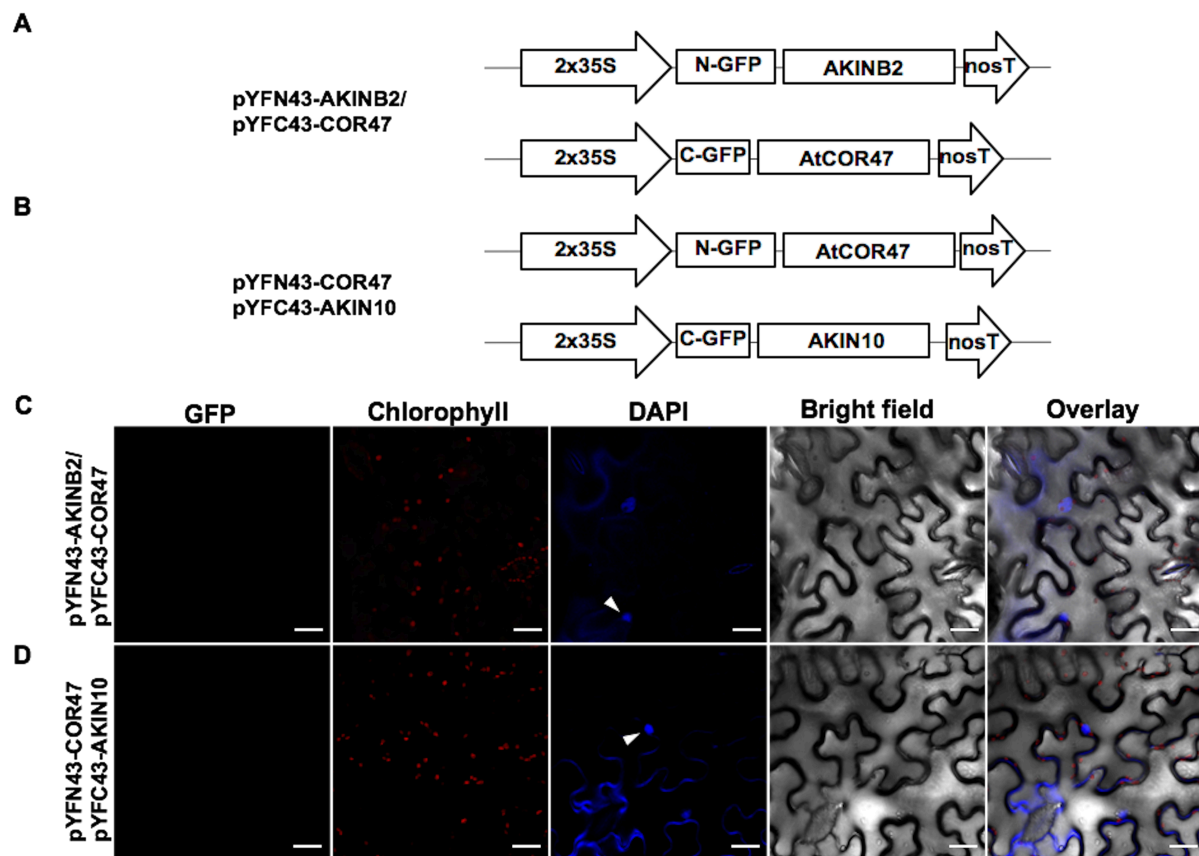 A
pYFN43-AKINB2/
pYFC43-COR47
2x35S N-GFP AKINB2 nosT
2x35S C-GFP AtCOR47 nosT
B
pYFN43-COR47
pYFC43-AKIN10
2x35S N-GFP AtCOR47 nosT
2x35S C-GFP AKIN10 nosT
GFP Chlorophyll DAPI Bright field Overlay
C
pYFN43-AKINB2/
pYFC43-COR47
D
pYFN43-COR47
pYFC43-AKIN10